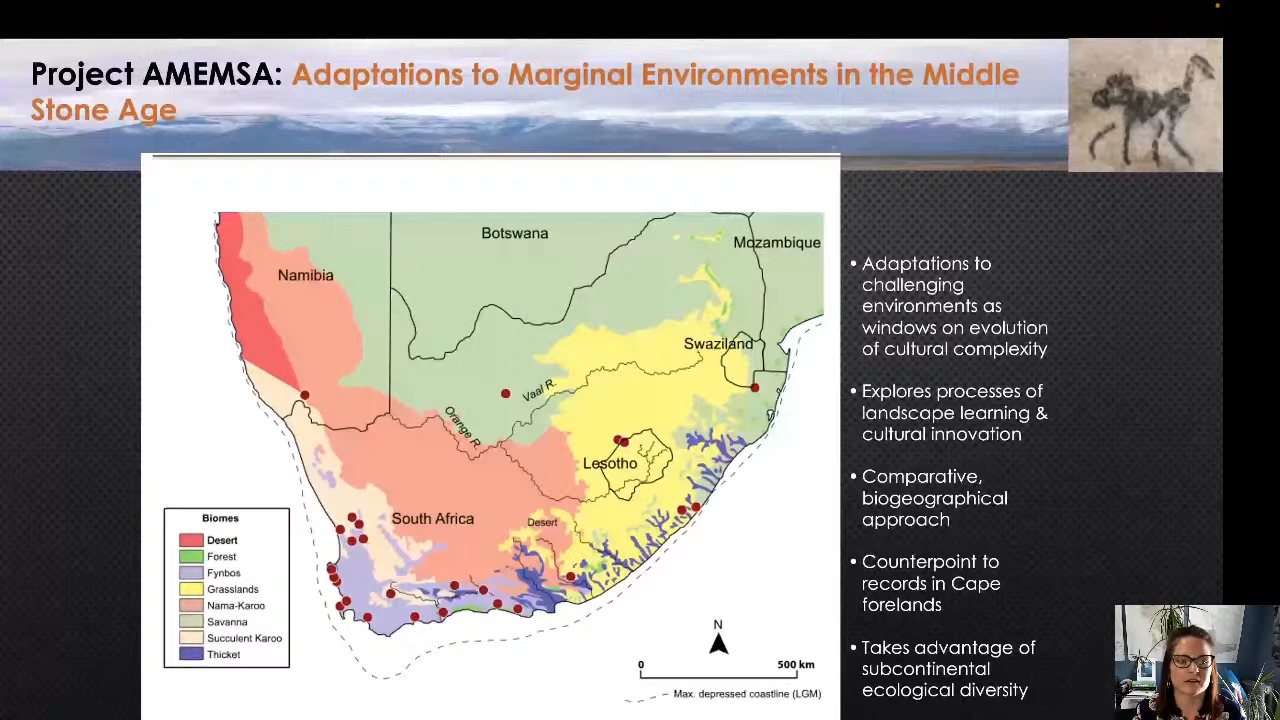 Project AMEMSA: Adaptations to Marginal Environments in the Middle
Stone Age
Botswana
Mozambique
Namibia
Swaziland
Vaal R.
Orange R.
Lesotho
South Africa
Desert
Biomes
Desert
Forest
Fynbos
Grasslands
Nama-Karoo
Savanna
Succulent Karoo
Thicket
N
0
500 km
Max. depressed coastline (LGM)
• Adaptations to
challenging
environments as
windows on evolution
of cultural complexity
• Explores processes of
landscape learning &
cultural innovation
• Comparative,
biogeographical
approach
• Counterpoint to
records in Cape
forelands
• Takes advantage of
subcontinental
ecological diversity